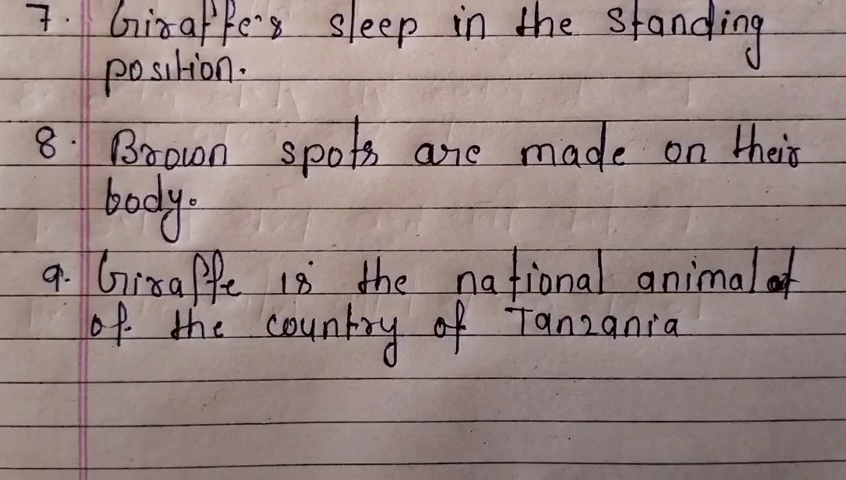 7. Giraffe's sleep in the standing
position.
8. Brown spots are made on their
body.
9. Giraffe is the national animal of
of the country of Tanzania